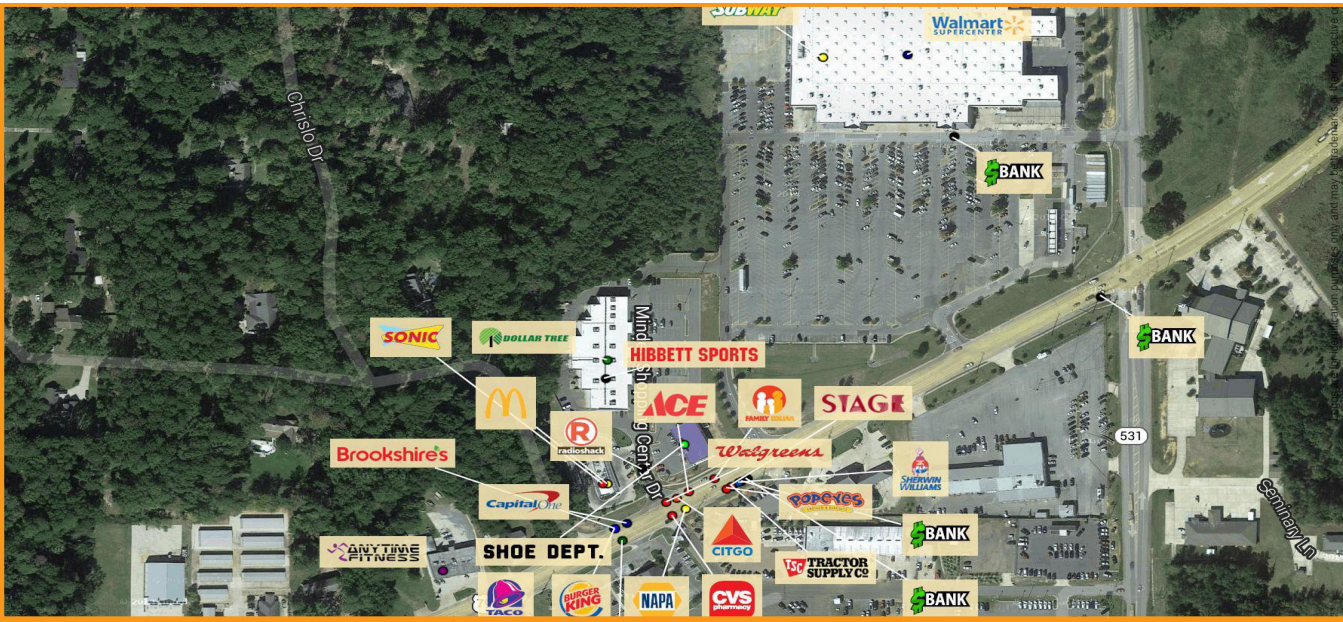 SUBWAY
Walmart
SUPERCENTER
Chrislo Dr
$BANK
SONIC
DOLLAR TREE
HIBBETT SPORTS
$BANK
M
radioshack
R
ACE
FAMILY DOLLAR
STAGE
Brookshire's
Walgreens
531
SHERWIN
WILLIAMS
CapitalOne
POPEYES
Seminary Ln
ANYTIME
FITNESS
SHOE DEPT.
CITGO
$BANK
TSC TRACTOR
SUPPLY CO
TACO
BURGER
KING
NAPA
CVS
pharmacy
$BANK